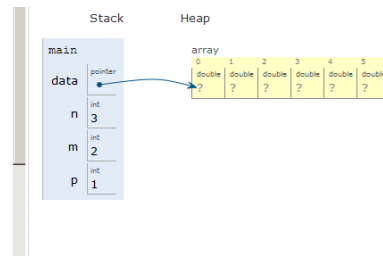 Stack Heap
main
array
0 1 2 3 4 5
pointer
double double double double double double
data
? ? ? ? ? ?
int
n 3
int
m 2
int
p 1